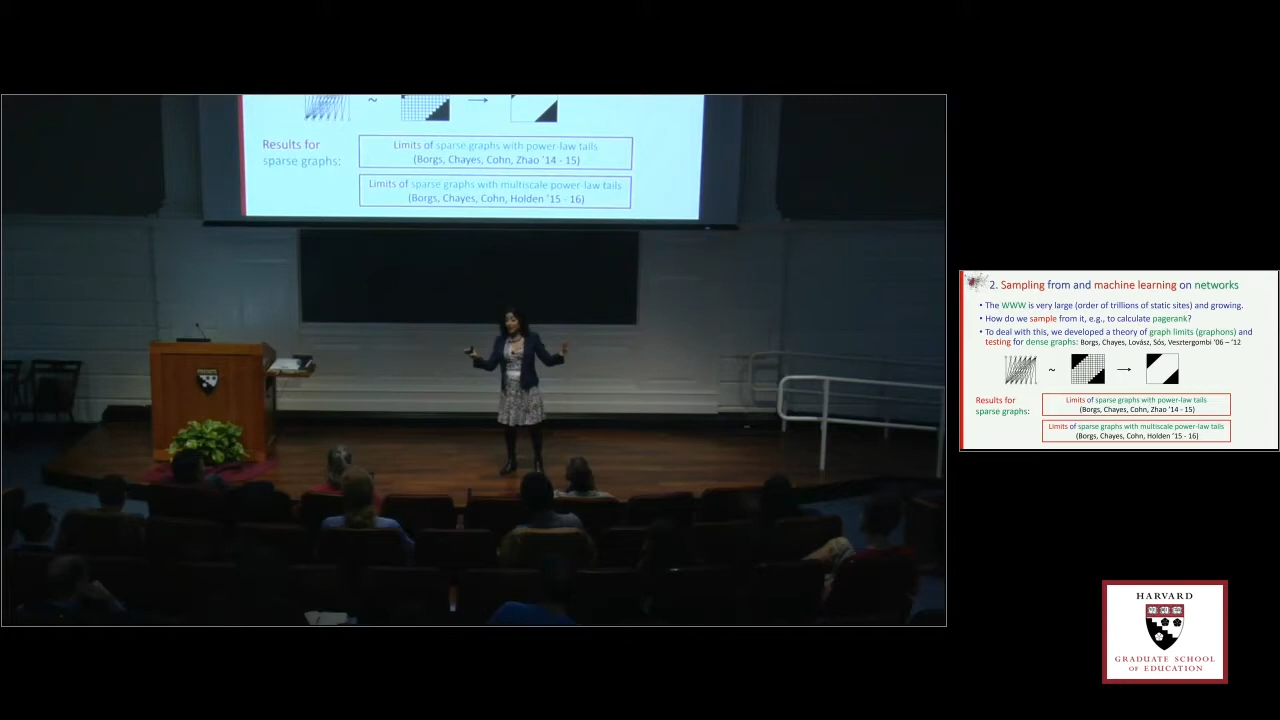 ~
→
Results for
sparse graphs:
Limits of sparse graphs with power-law tails
(Borgs, Chayes, Cohn, Zhao '14 - 15)
Limits of sparse graphs with multiscale power-law tails
(Borgs, Chayes, Cohn, Holden '15 - 16)
2. Sampling from and machine learning on networks
• The WWW is very large (order of trillions of static sites) and growing.
• How do we sample from it, e.g., to calculate pagerank?
• To deal with this, we developed a theory of graph limits (graphons) and
testing for dense graphs: Borgs, Chayes, Lovász, Sós, Vesztergombi '06 – '12
~
→
Results for
sparse graphs:
Limits of sparse graphs with power-law tails
(Borgs, Chayes, Cohn, Zhao '14 - 15)
Limits of sparse graphs with multiscale power-law tails
(Borgs, Chayes, Cohn, Holden '15 - 16)
HARVARD
GRADUATE SCHOOL
OF EDUCATION